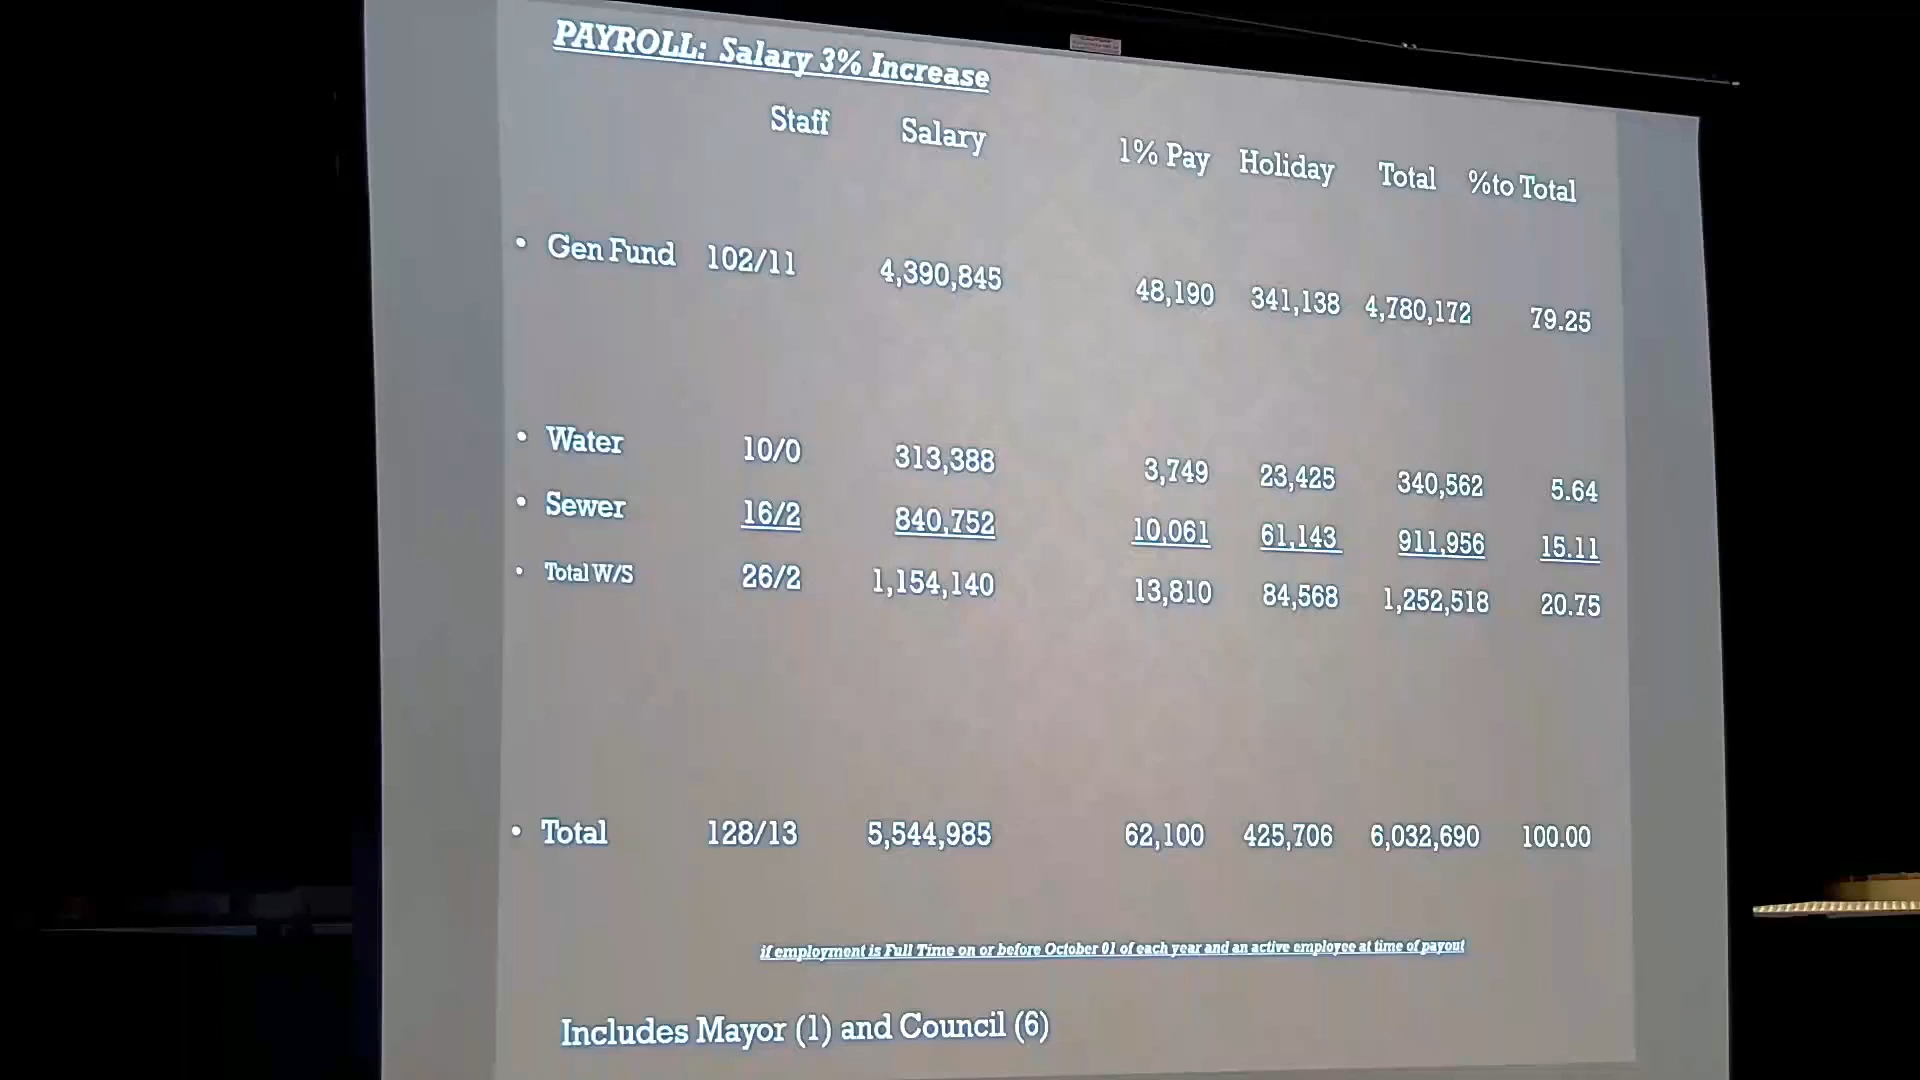 PAYROLL: Salary 3% Increase
Staff Salary 1% Pay Holiday Total %to Total
• Gen Fund 102/11 4,390,845 48,190 341,138 4,780,172 79.25
• Water 10/0 313,388 3,749 23,425 340,562 5.64
• Sewer 16/2 840,752 10,061 61,143 911,956 15.11
• Total W/S 26/2 1,154,140 13,810 84,568 1,252,518 20.75
• Total 128/13 5,544,985 62,100 425,706 6,032,690 100.00
if employment is Full Time on or before October 01 of each year and an active employee at time of payout
Includes Mayor (1) and Council (6)